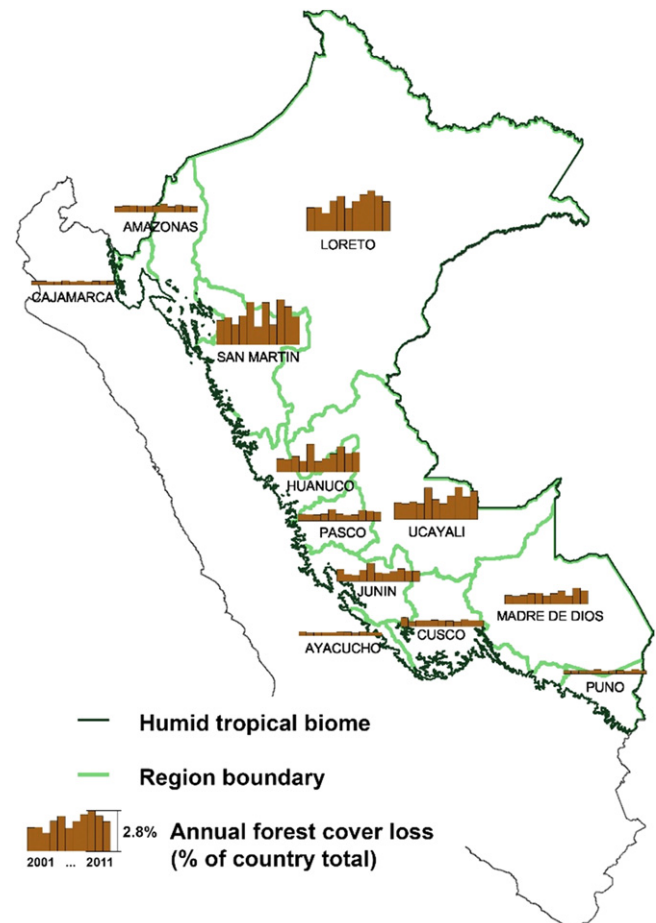 AMAZONAS
LORETO
CAJAMARCA
SAN MARTIN
HUANUCO
UCAYALI
PASCO
JUNIN
MADRE DE DIOS
CUSCO
AYACUCHO
PUNO
Humid tropical biome
Region boundary
2.8%
Annual forest cover loss
(% of country total)
2001 ... 2011